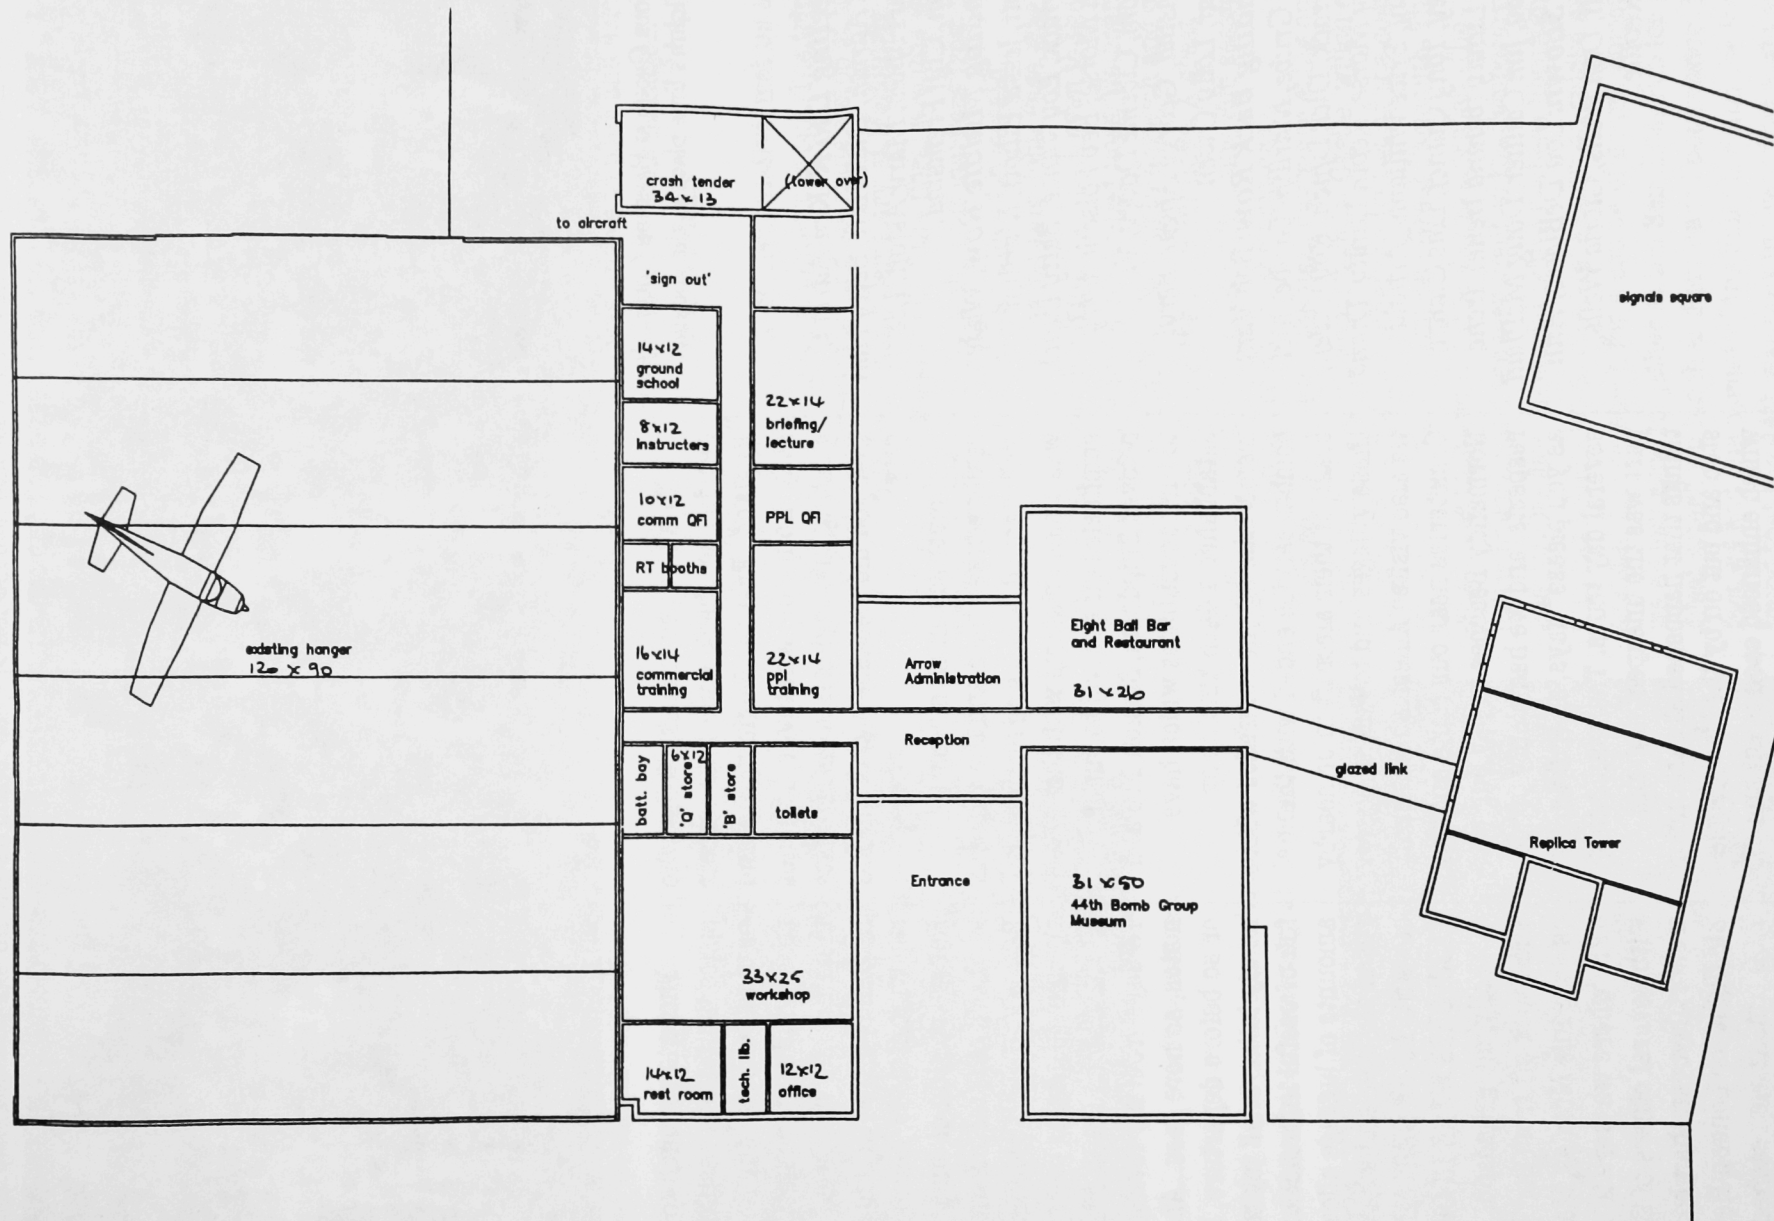 crash tender
34 x 13
(tower over)
to aircraft
'sign out'
14x12
ground
school
8x12
instructers
10x12
comm QFI
RT booths
16x14
commercial
training
22x14
briefing/
lecture
PPL QFI
22x14
ppl
training
existing hanger
120 x 90
signals square
Eight Ball Bar
and Restaurant
31 x 26
Arrow
Administration
Reception
glazed link
Replica Tower
batt. bay
6x12
'Q' store
'B' store
toilets
Entrance
31 x 50
44th Bomb Group
Museum
33x25
workshop
14x12
rest room
tech. lib.
12x12
office